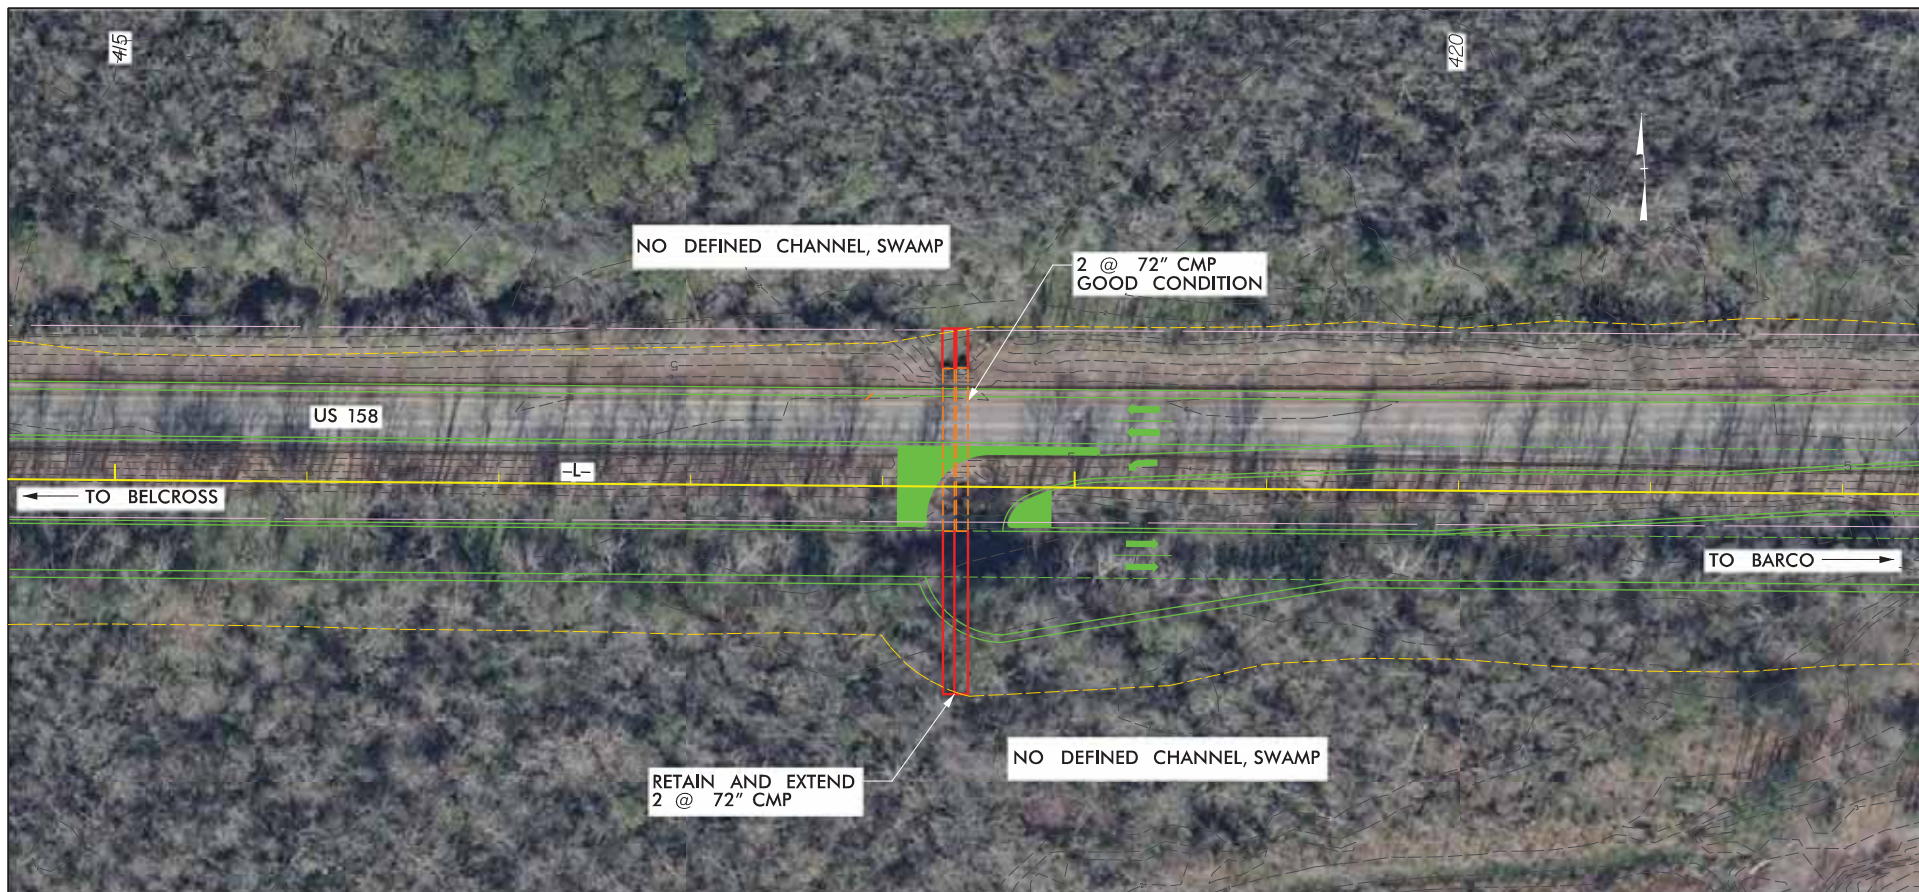 415
420
NO DEFINED CHANNEL, SWAMP
2 @ 72" CMP
GOOD CONDITION
5
US 158
-L-
TO BELCROSS
TO BARCO
NO DEFINED CHANNEL, SWAMP
RETAIN AND EXTEND
2 @ 72" CMP